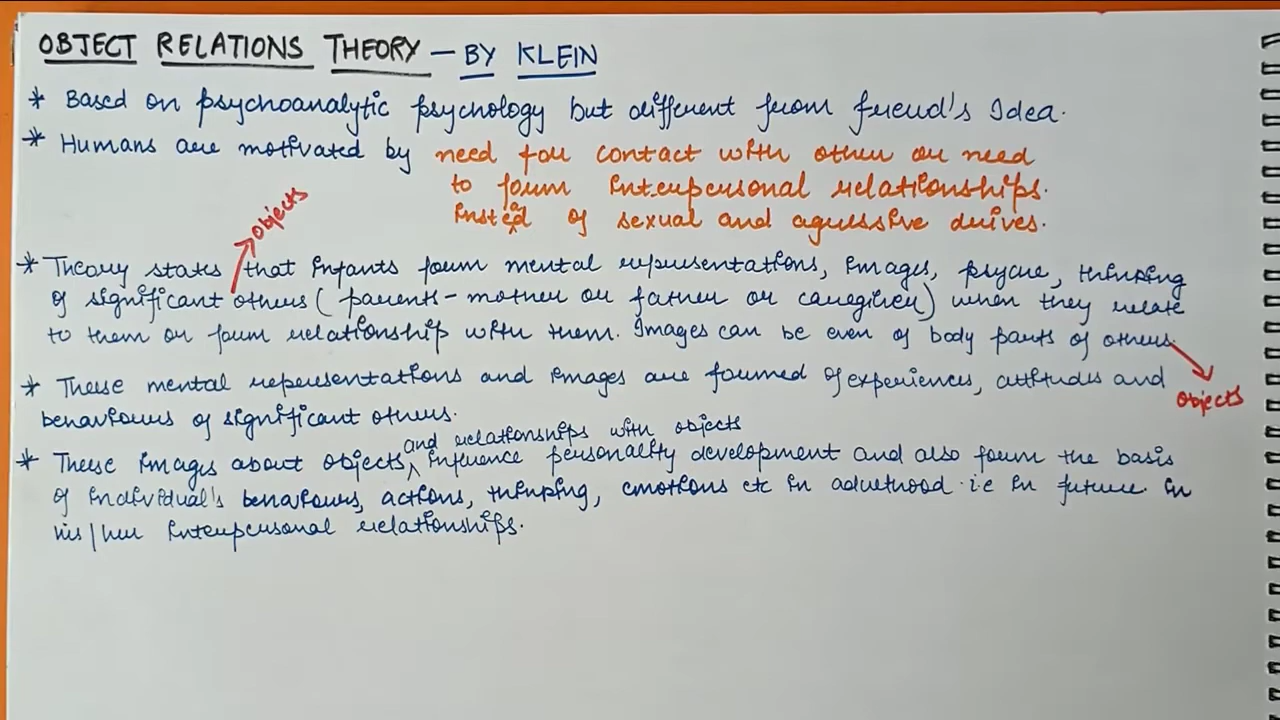 OBJECT RELATIONS THEORY – BY KLEIN
* Based on psychoanalytic psychology but different from freud's Idea.
* Humans are motivated by need for contact with other or need
to form interpersonal relationships.
instead of sexual and agressive drives.
objects
* Theory states that infants form mental representations, images, psyche, thinking
of significant others (parents - mother or father or caregiver) when they relate
to them or form relationship with them. Images can be even of body parts of others.
objects
* These mental representations and images are formed of experiences, attitudes and
behaviours of significant others.
and relationships with objects
* These images about objects, influence personality development and also form the basis
of individual's behaviours, actions, thinking, emotions etc in adulthood i.e in future in
his/her interpersonal relationships.